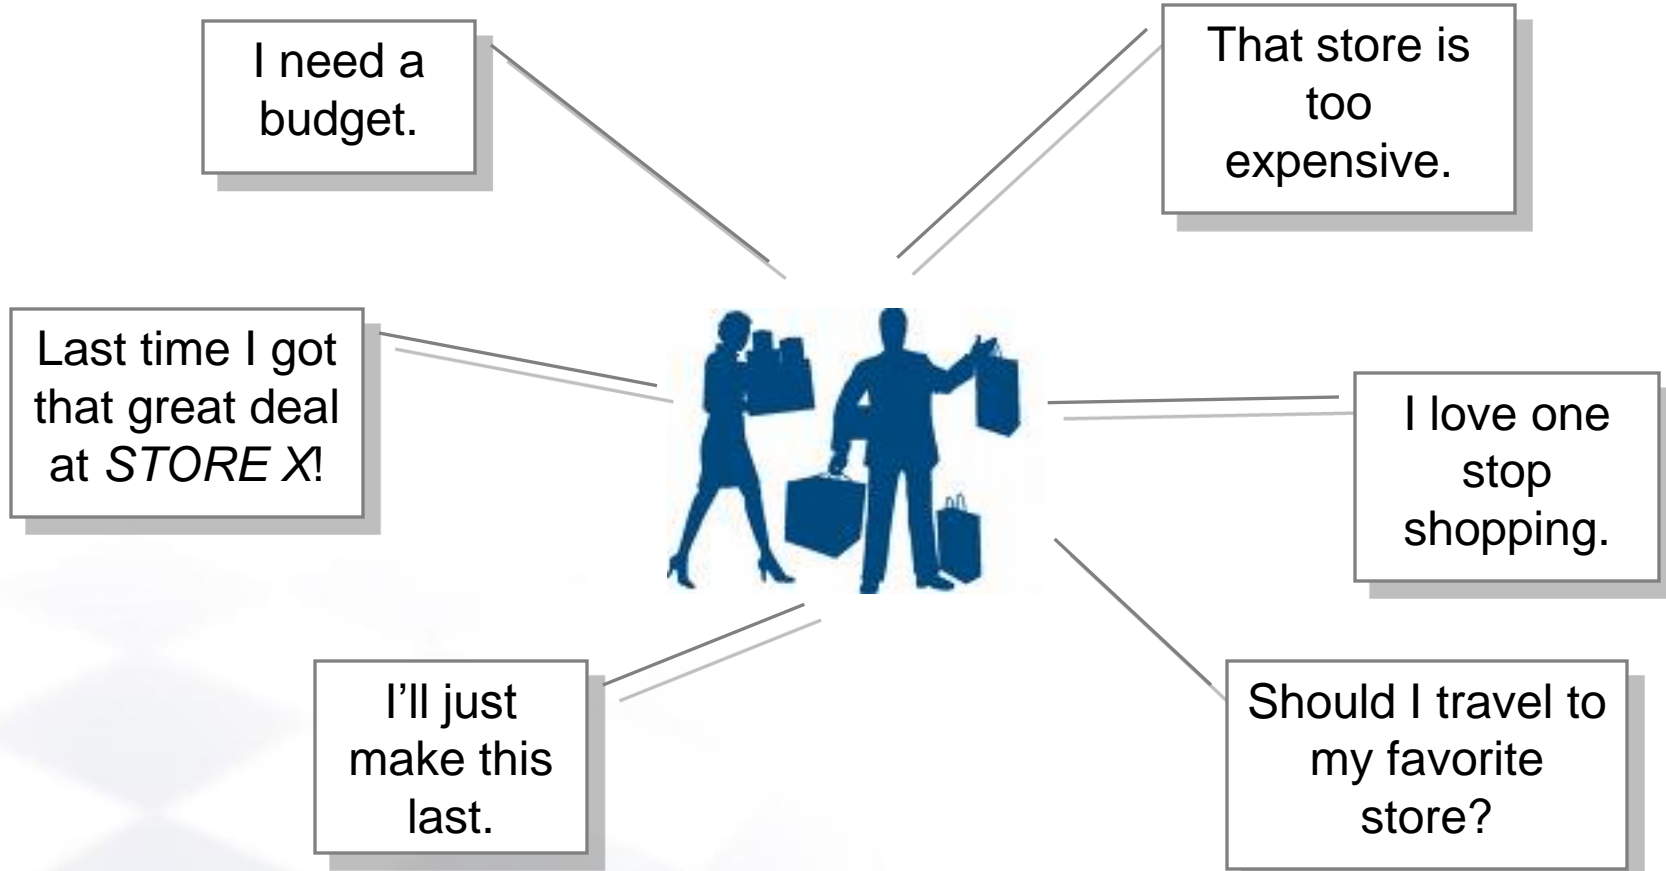 I need a
budget.
That store is
too
expensive.
Last time I got
that great deal
at STORE X!
I love one
stop
shopping.
I’ll just
make this
last.
Should I travel to
my favorite
store?